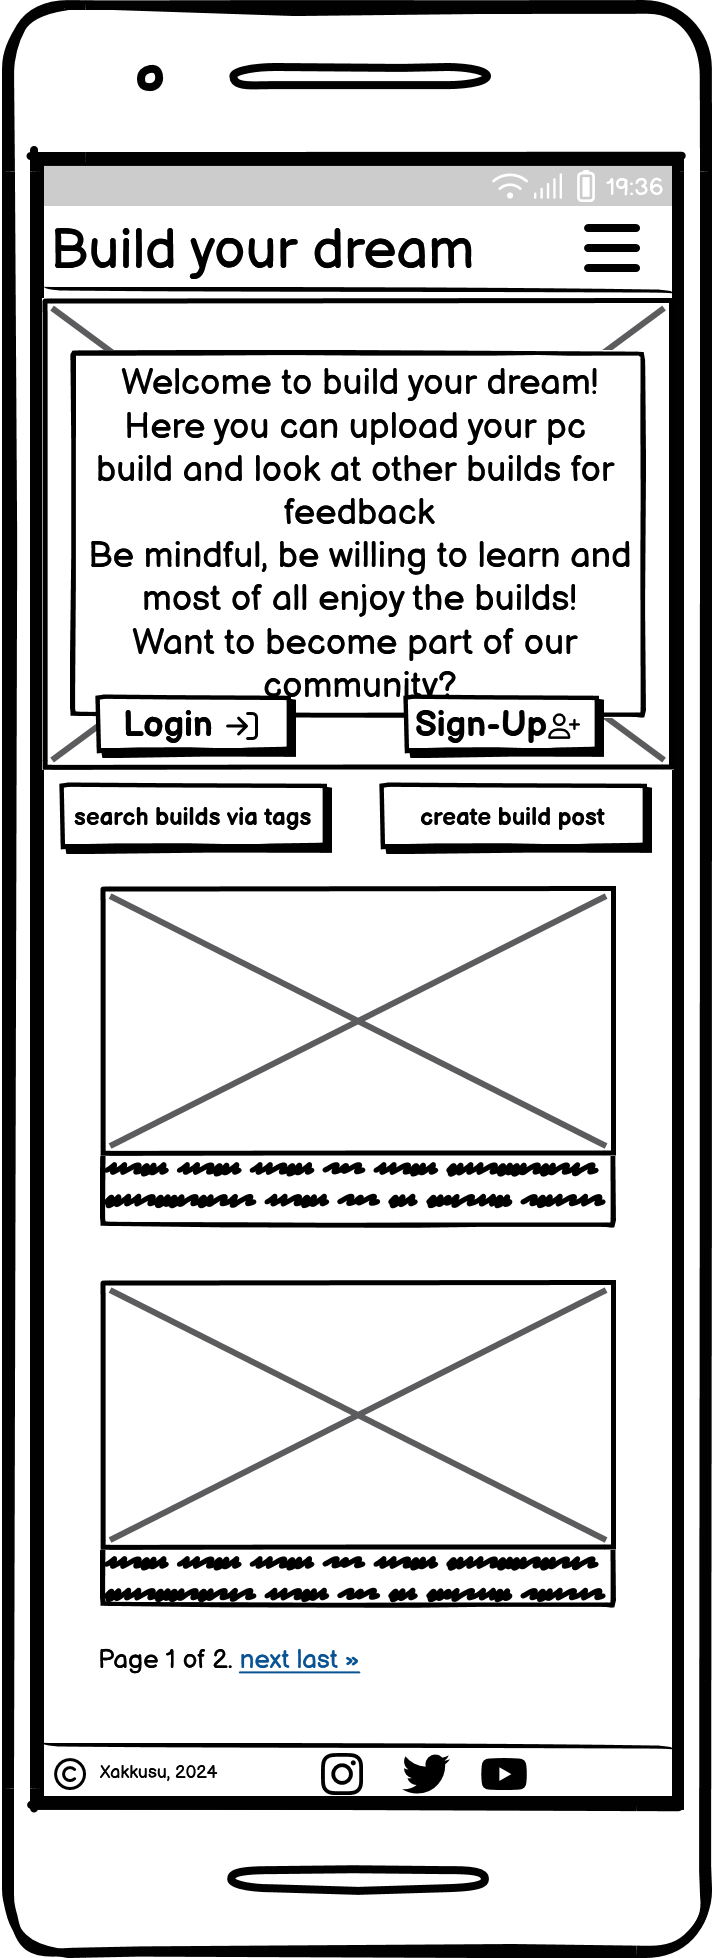 19:36
Build your dream
Welcome to build your dream!
Here you can upload your pc
build and look at other builds for
feedback
Be mindful, be willing to learn and
most of all enjoy the builds!
Want to become part of our
community?
Login
Sign-Up
search builds via tags
create build post
Page 1 of 2. next last »
© Xakkusu, 2024